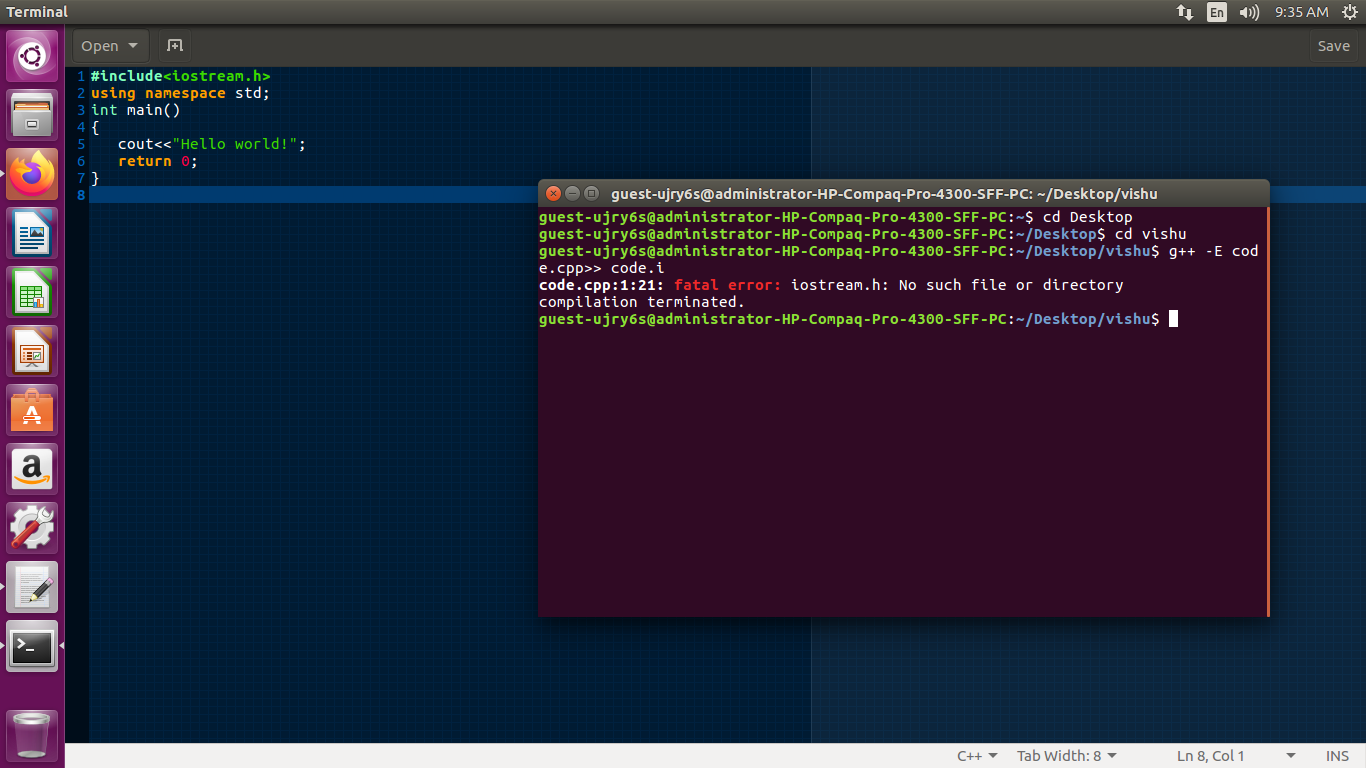 Terminal
En
9:35 AM
Open
Save
1 #include<iostream.h>
2 using namespace std;
3 int main()
4 {
5    cout<<"Hello world!";
6    return 0;
7 }
8
guest-ujry6s@administrator-HP-Compaq-Pro-4300-SFF-PC: ~/Desktop/vishu
guest-ujry6s@administrator-HP-Compaq-Pro-4300-SFF-PC:~$ cd Desktop
guest-ujry6s@administrator-HP-Compaq-Pro-4300-SFF-PC:~/Desktop$ cd vishu
guest-ujry6s@administrator-HP-Compaq-Pro-4300-SFF-PC:~/Desktop/vishu$ g++ -E cod
e.cpp>> code.i
code.cpp:1:21: fatal error: iostream.h: No such file or directory
compilation terminated.
guest-ujry6s@administrator-HP-Compaq-Pro-4300-SFF-PC:~/Desktop/vishu$
A
a
>_
C++
Tab Width: 8
Ln 8, Col 1
INS